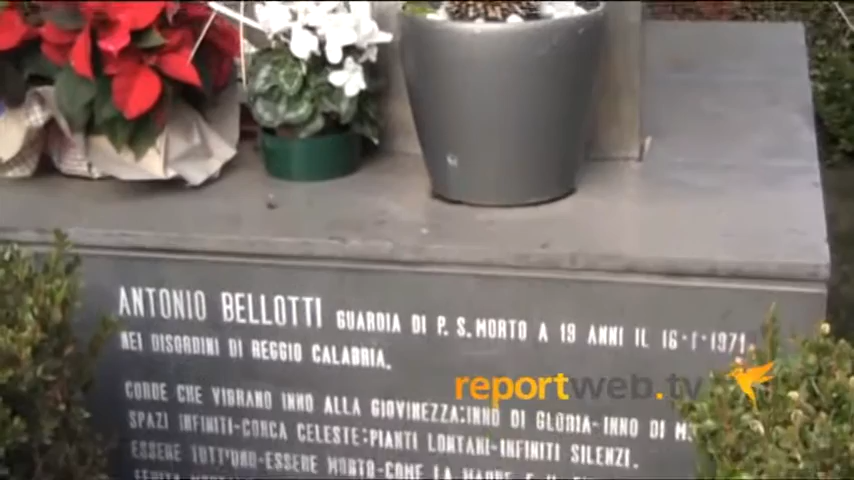 ANTONIO BELLOTTI GUARDIA DI P. S. MORTO A 19 ANNI IL 16-1-1971
NEI DISORDINI DI REGGIO CALABRIA.
reportweb.tv
CORDE CHE VIBRANO INNO ALLA GIOVINEZZA:INNO DI GLORIA-INNO DI
SPAZI INFINITI-CONCA CELESTE:PIANTI LONTANI-INFINITI SILENZI.
ESSERE TUTT'UNO-ESSERE MORTO-COME LA MADRE E IL